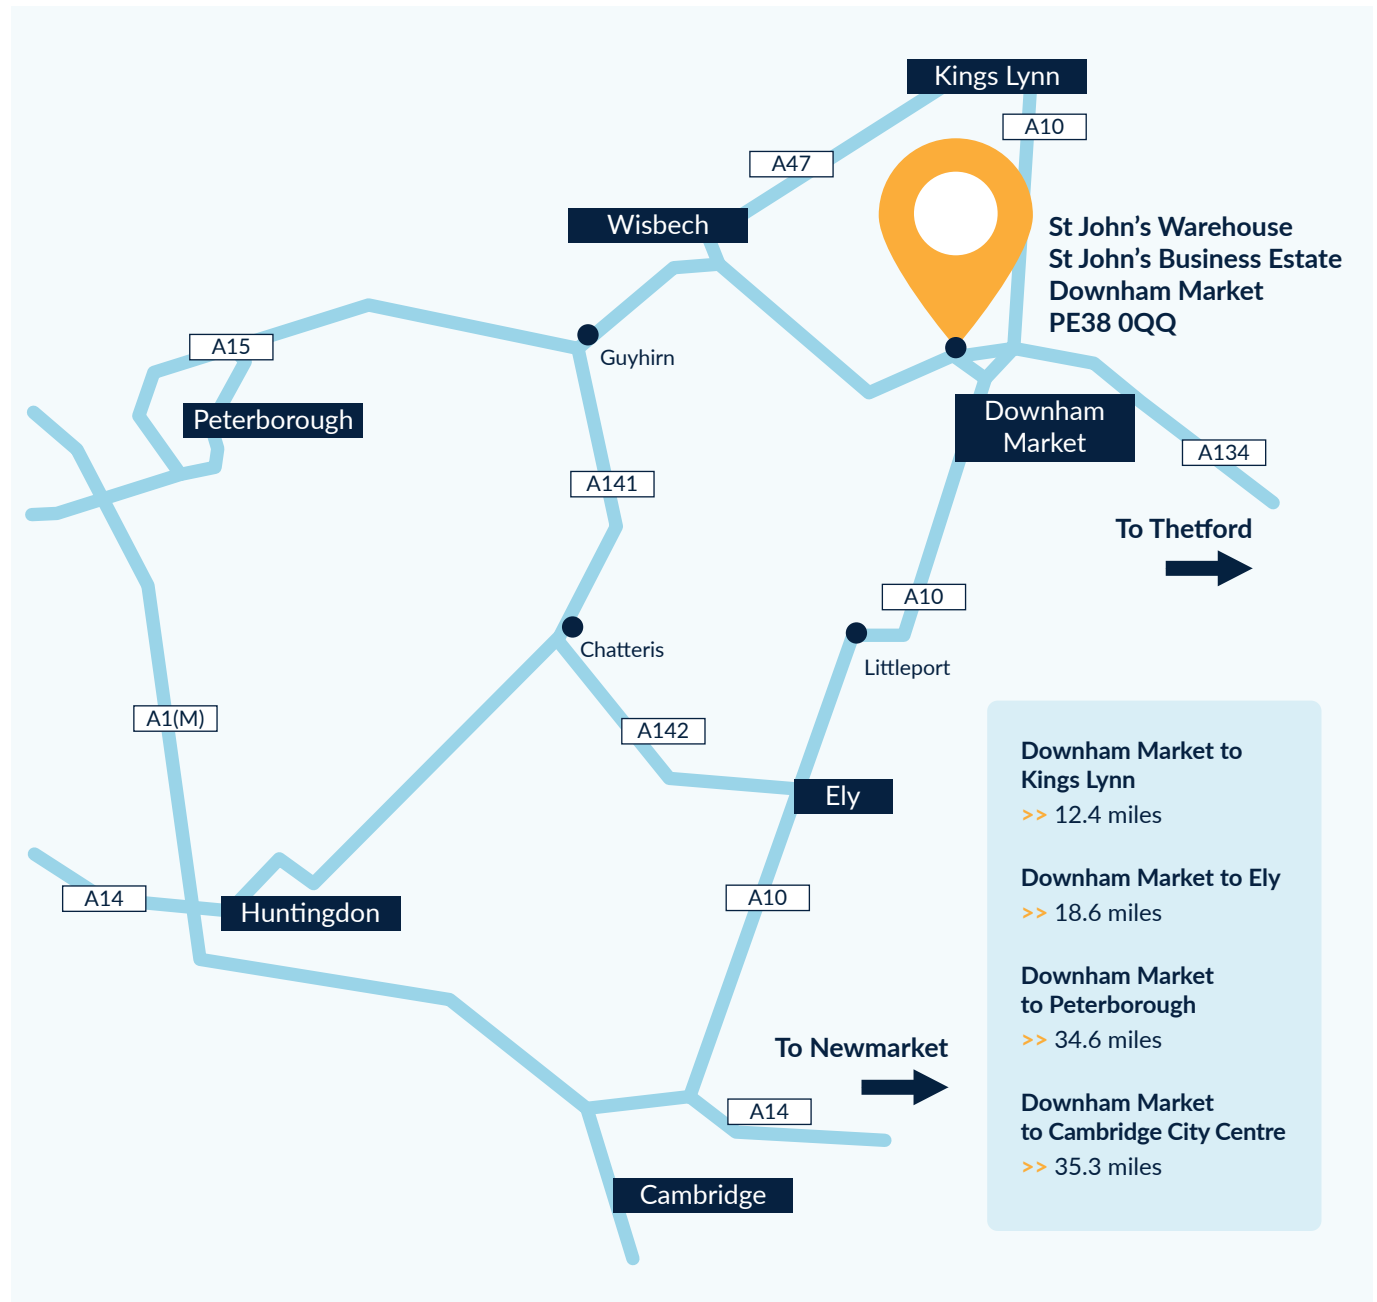 Kings Lynn
A10
A47
Wisbech
St John’s Warehouse
St John’s Business Estate
Downham Market
PE38 0QQ
A15
Guyhirn
Peterborough
Downham
Market
A134
A141
To Thetford
A10
Chatteris
Littleport
A1(M)
A142
Ely
Downham Market to
Kings Lynn
>> 12.4 miles
Downham Market to Ely
>> 18.6 miles
Downham Market
to Peterborough
>> 34.6 miles
Downham Market
to Cambridge City Centre
>> 35.3 miles
A14
Huntingdon
A10
To Newmarket
A14
Cambridge